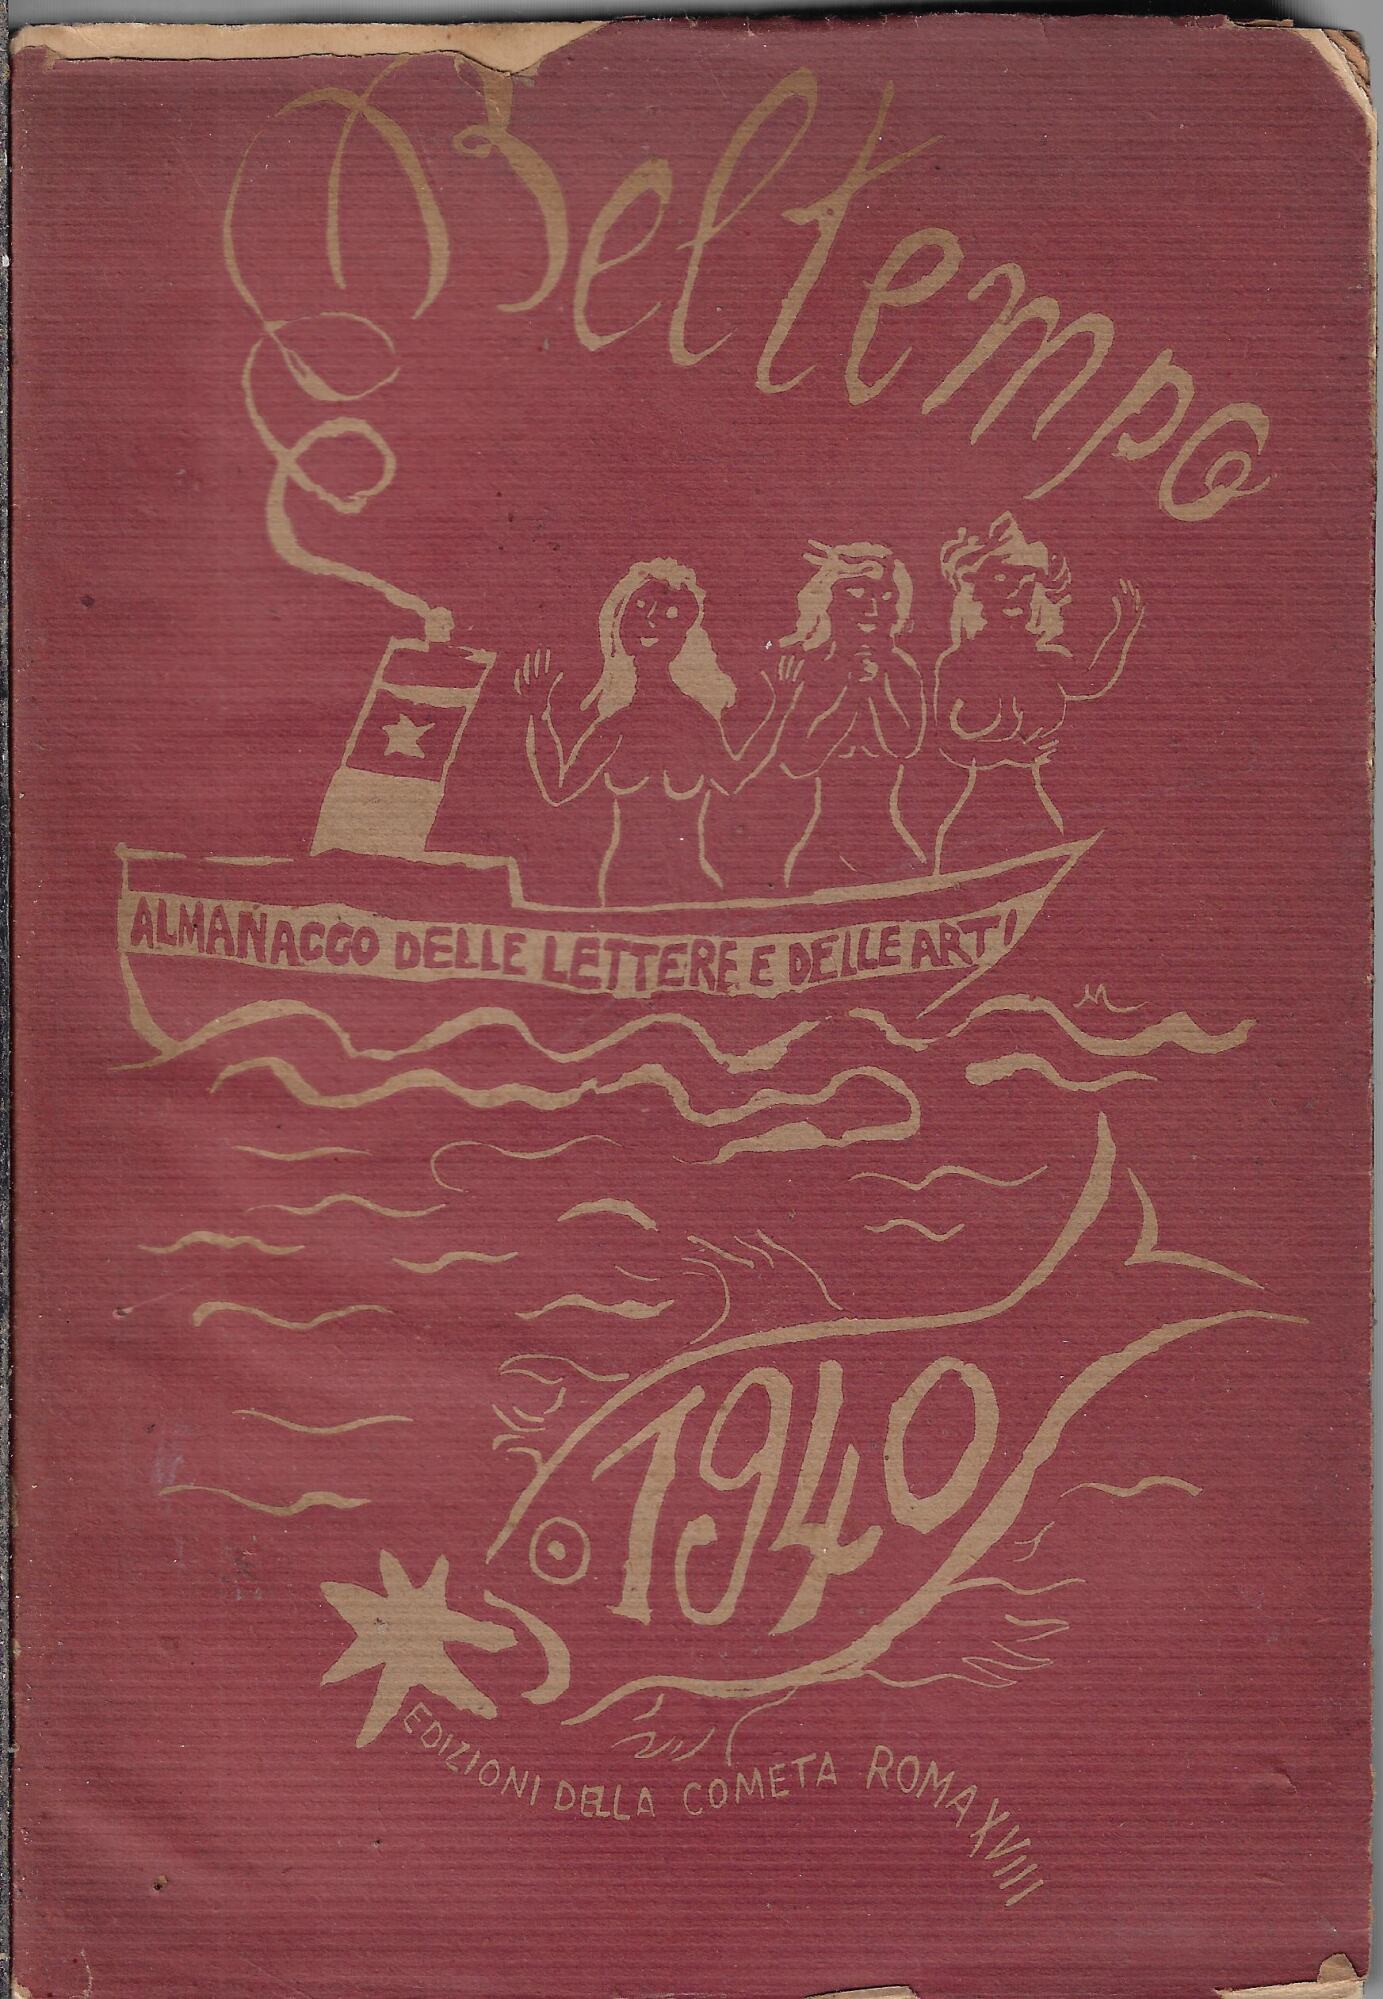 Beltempo
ALMANACCO DELLE LETTERE E DELLE ARTI
1940
EDIZIONI DELLA COMETA ROMA XVIII